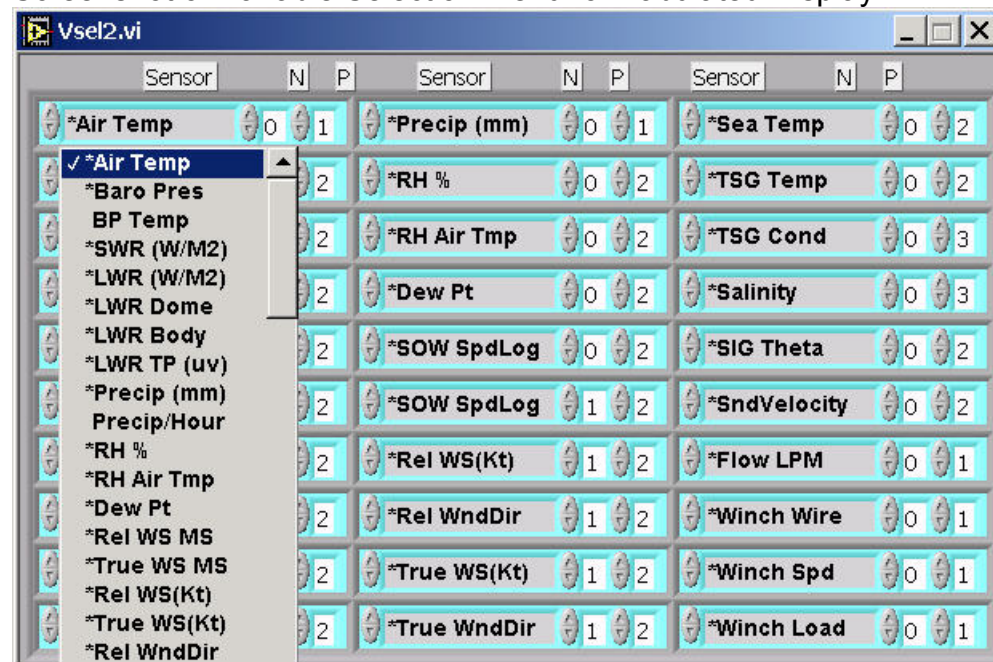 Vsel2.vi
Sensor N P Sensor N P Sensor N P
*Air Temp 0 1 *Precip (mm) 0 1 *Sea Temp 0 2
✓ *Air Temp
*Baro Pres 2 *RH % 0 2 *TSG Temp 0 2
BP Temp
*SWR (W/M2) 2 *RH Air Tmp 0 2 *TSG Cond 0 3
*LWR (W/M2)
*LWR Dome 2 *Dew Pt 0 2 *Salinity 0 3
*LWR Body
*LWR TP (uv) 2 *SOW SpdLog 0 2 *SIG Theta 0 2
*Precip (mm)
Precip/Hour 2 *SOW SpdLog 1 2 *SndVelocity 0 2
*RH %
*RH Air Tmp 2 *Rel WS(Kt) 1 2 *Flow LPM 0 1
*Dew Pt
*Rel WS MS 2 *Rel WndDir 1 2 *Winch Wire 0 1
*True WS MS
*Rel WS(Kt) 2 *True WS(Kt) 1 2 *Winch Spd 0 1
*True WS(Kt) 2 *True WndDir 1 2 *Winch Load 0 1
*Rel WndDir